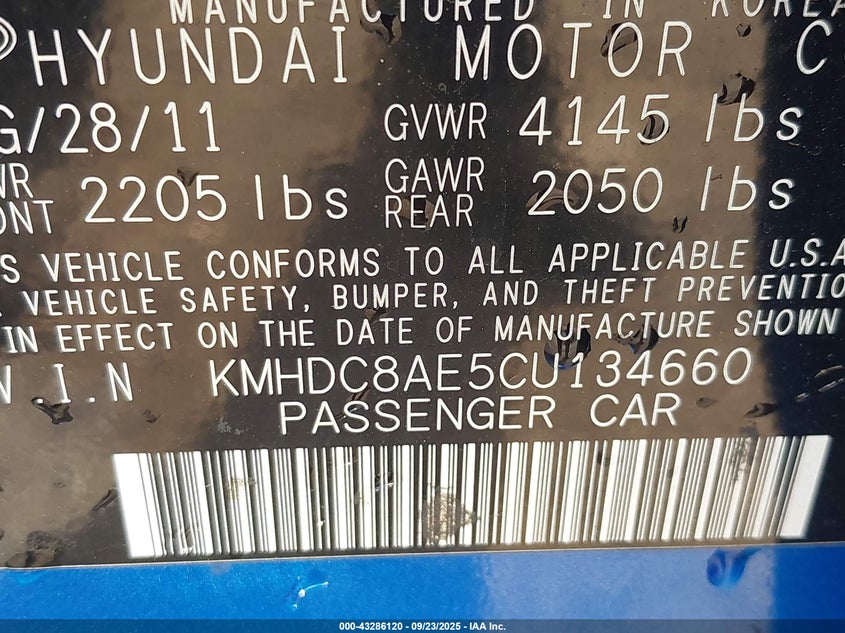 MANUFACTURED IN KOREA
HYUNDAI MOTOR C
G/28/11 GVWR 4145 lbs
WR
ONT 2205 lbs GAWR
REAR 2050 lbs
S VEHICLE CONFORMS TO ALL APPLICABLE U.S.A
VEHICLE SAFETY, BUMPER, AND THEFT PREVENTIO
IN EFFECT ON THE DATE OF MANUFACTURE SHOWN
V I.N KMHDC8AE5CU134660
PASSENGER CAR
000-43286120 - 09/23/2025 - IAA Inc.